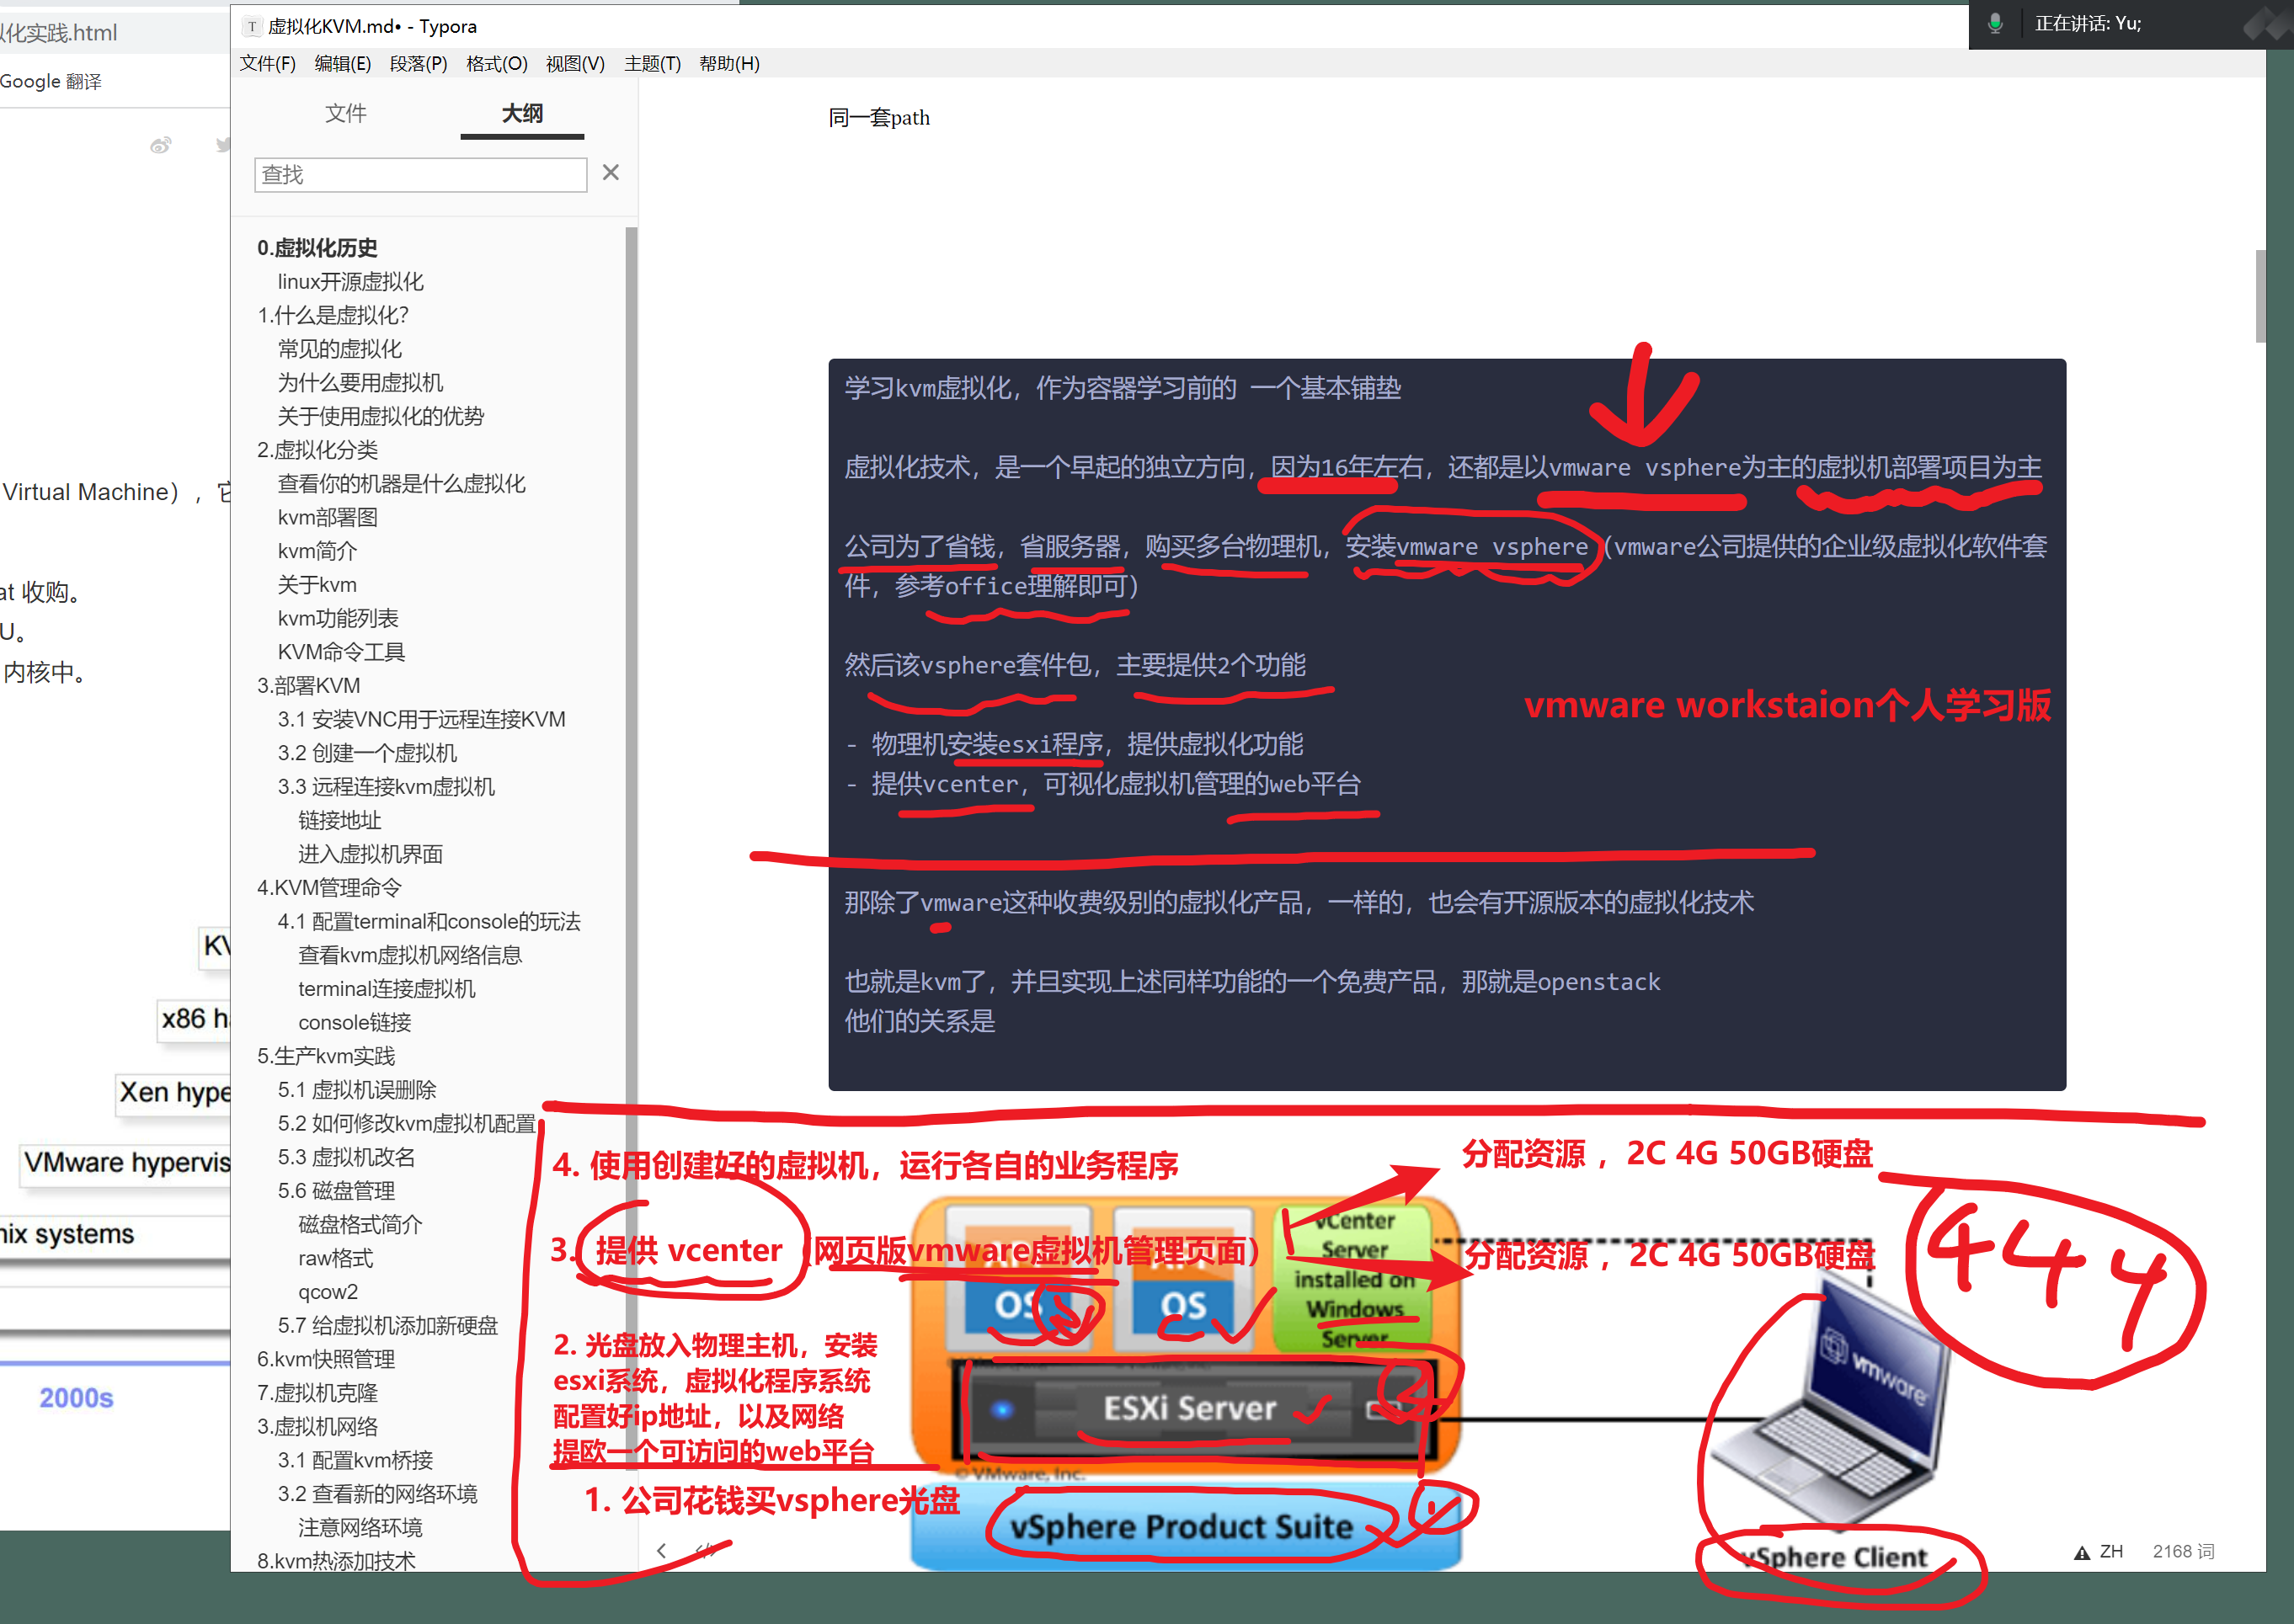 虚拟化KVM.md• - Typora
正在讲话: Yu;
文件(F) 编辑(E) 段落(P) 格式(O) 视图(V) 主题(T) 帮助(H)
化实践.html
Google 翻译
Virtual Machine），
at 收购。
U。
内核中。
x86
Xen
VMware
systems
2000s
文件 大纲
查找
0.虚拟化历史
linux开源虚拟化
1.什么是虚拟化?
常见的虚拟化
为什么要用虚拟机
关于使用虚拟化的优势
2.虚拟化分类
查看你的机器是什么虚拟化
kvm部署图
kvm简介
关于kvm
kvm功能列表
KVM命令工具
3.部署KVM
3.1 安装VNC用于远程连接KVM
3.2 创建一个虚拟机
3.3 远程连接kvm虚拟机
链接地址
进入虚拟机界面
4.KVM管理命令
4.1 配置terminal和console的玩法
查看kvm虚拟机网络信息
terminal连接虚拟机
console链接
5.生产kvm实践
5.1 虚拟机误删除
5.2 如何修改kvm虚拟机配置
5.3 虚拟机改名
5.6 磁盘管理
磁盘格式简介
raw格式
qcow2
5.7 给虚拟机添加新硬盘
6.kvm快照管理
7.虚拟机克隆
3.虚拟机网络
3.1 配置kvm桥接
3.2 查看新的网络环境
注意网络环境
8.kvm热添加技术
同一套path
学习kvm虚拟化，作为容器学习前的 一个基本铺垫
虚拟化技术，是一个早起的独立方向，因为16年左右，还都是以vmware vsphere为主的虚拟机部署项目为主
公司为了省钱，省服务器，购买多台物理机，安装vmware vsphere（vmware公司提供的企业级虚拟化软件套
件，参考office理解即可）
然后该vsphere套件包，主要提供2个功能
vmware workstaion个人学习版
- 物理机安装esxi程序，提供虚拟化功能
- 提供vcenter，可视化虚拟机管理的web平台
那除了vmware这种收费级别的虚拟化产品，一样的，也会有开源版本的虚拟化技术
也就是kvm了，并且实现上述同样功能的一个免费产品，那就是openstack
他们的关系是
4. 使用创建好的虚拟机，运行各自的业务程序
分配资源 ，2C 4G 50GB硬盘
3. 提供 vcenter （网页版vmware虚拟机管理页面）
分配资源 ，2C 4G 50GB硬盘
444
vCenter
Server
installed on
Windows
Server
OS
OS
2. 光盘放入物理主机，安装
esxi系统，虚拟化程序系统
配置好ip地址，以及网络
提欧一个可访问的web平台
ESXi Server
vmware
©VMware, Inc.
1. 公司花钱买vsphere光盘
vSphere Product Suite
vSphere Client
ZH 2168 词